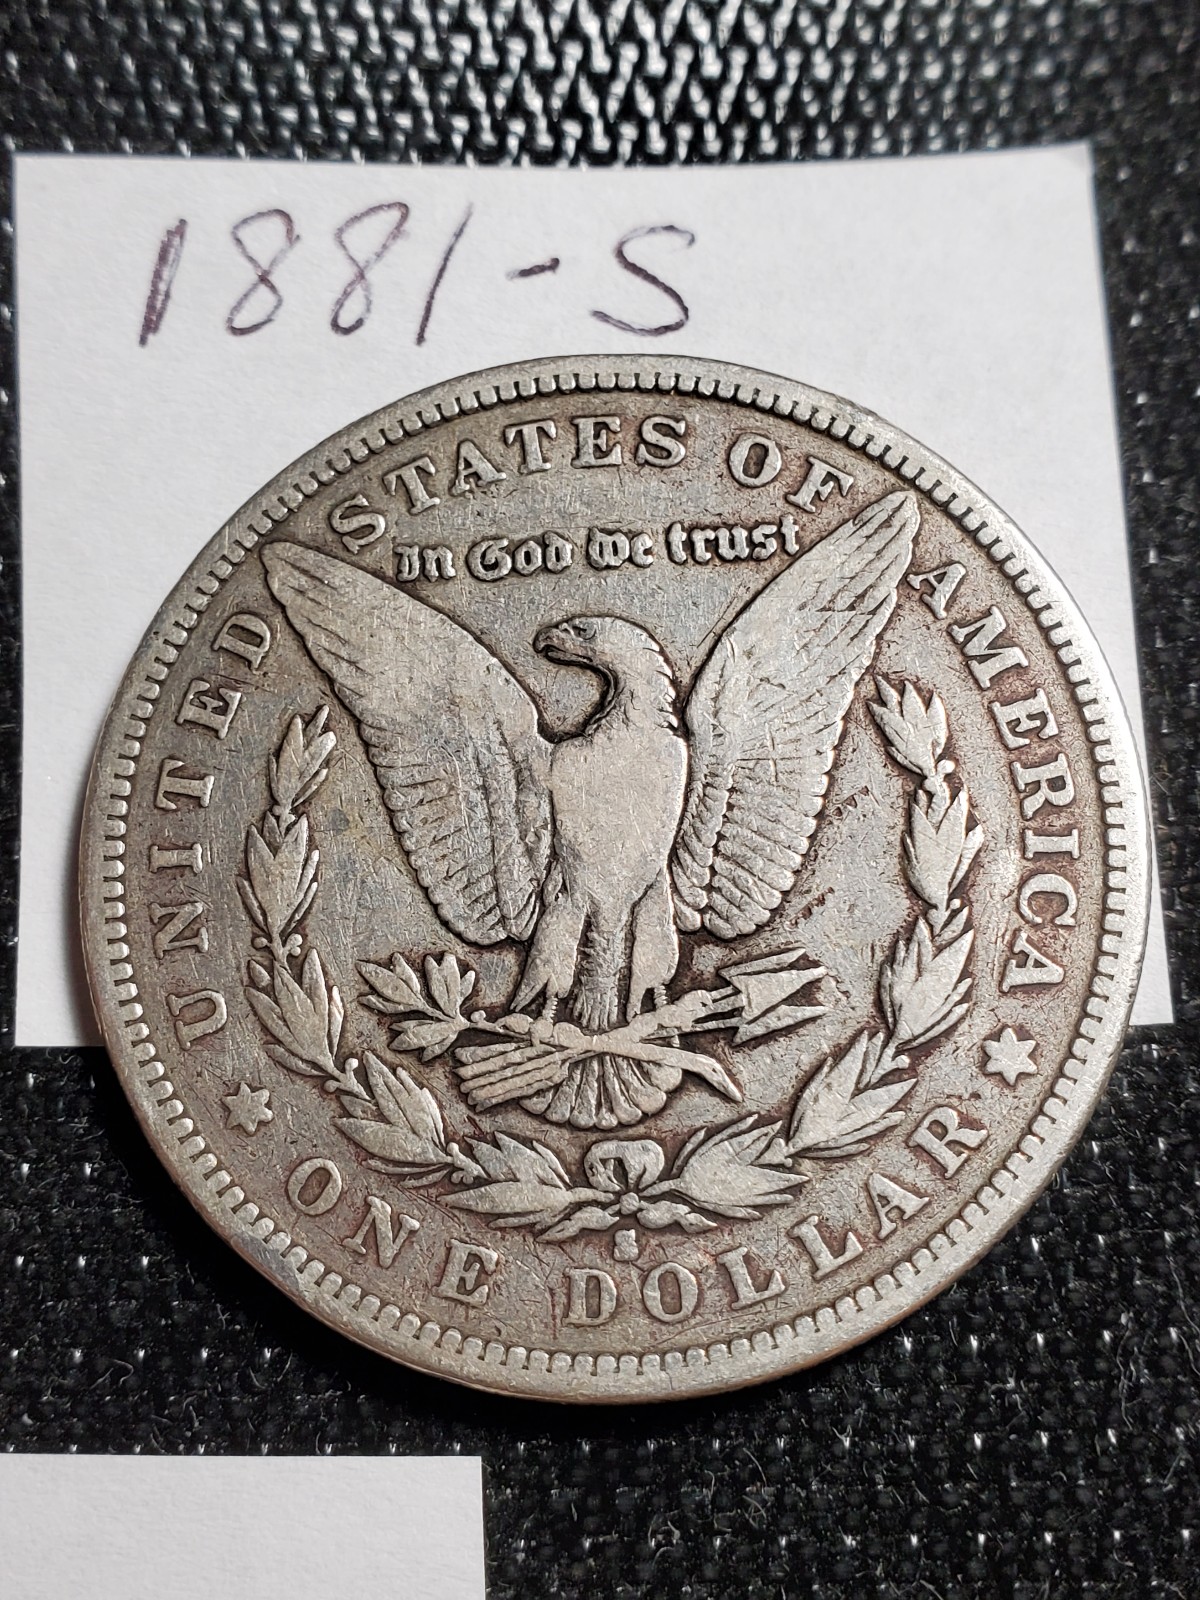 1881-S
UNITED STATES OF AMERICA
In God we trust
S
ONE DOLLAR